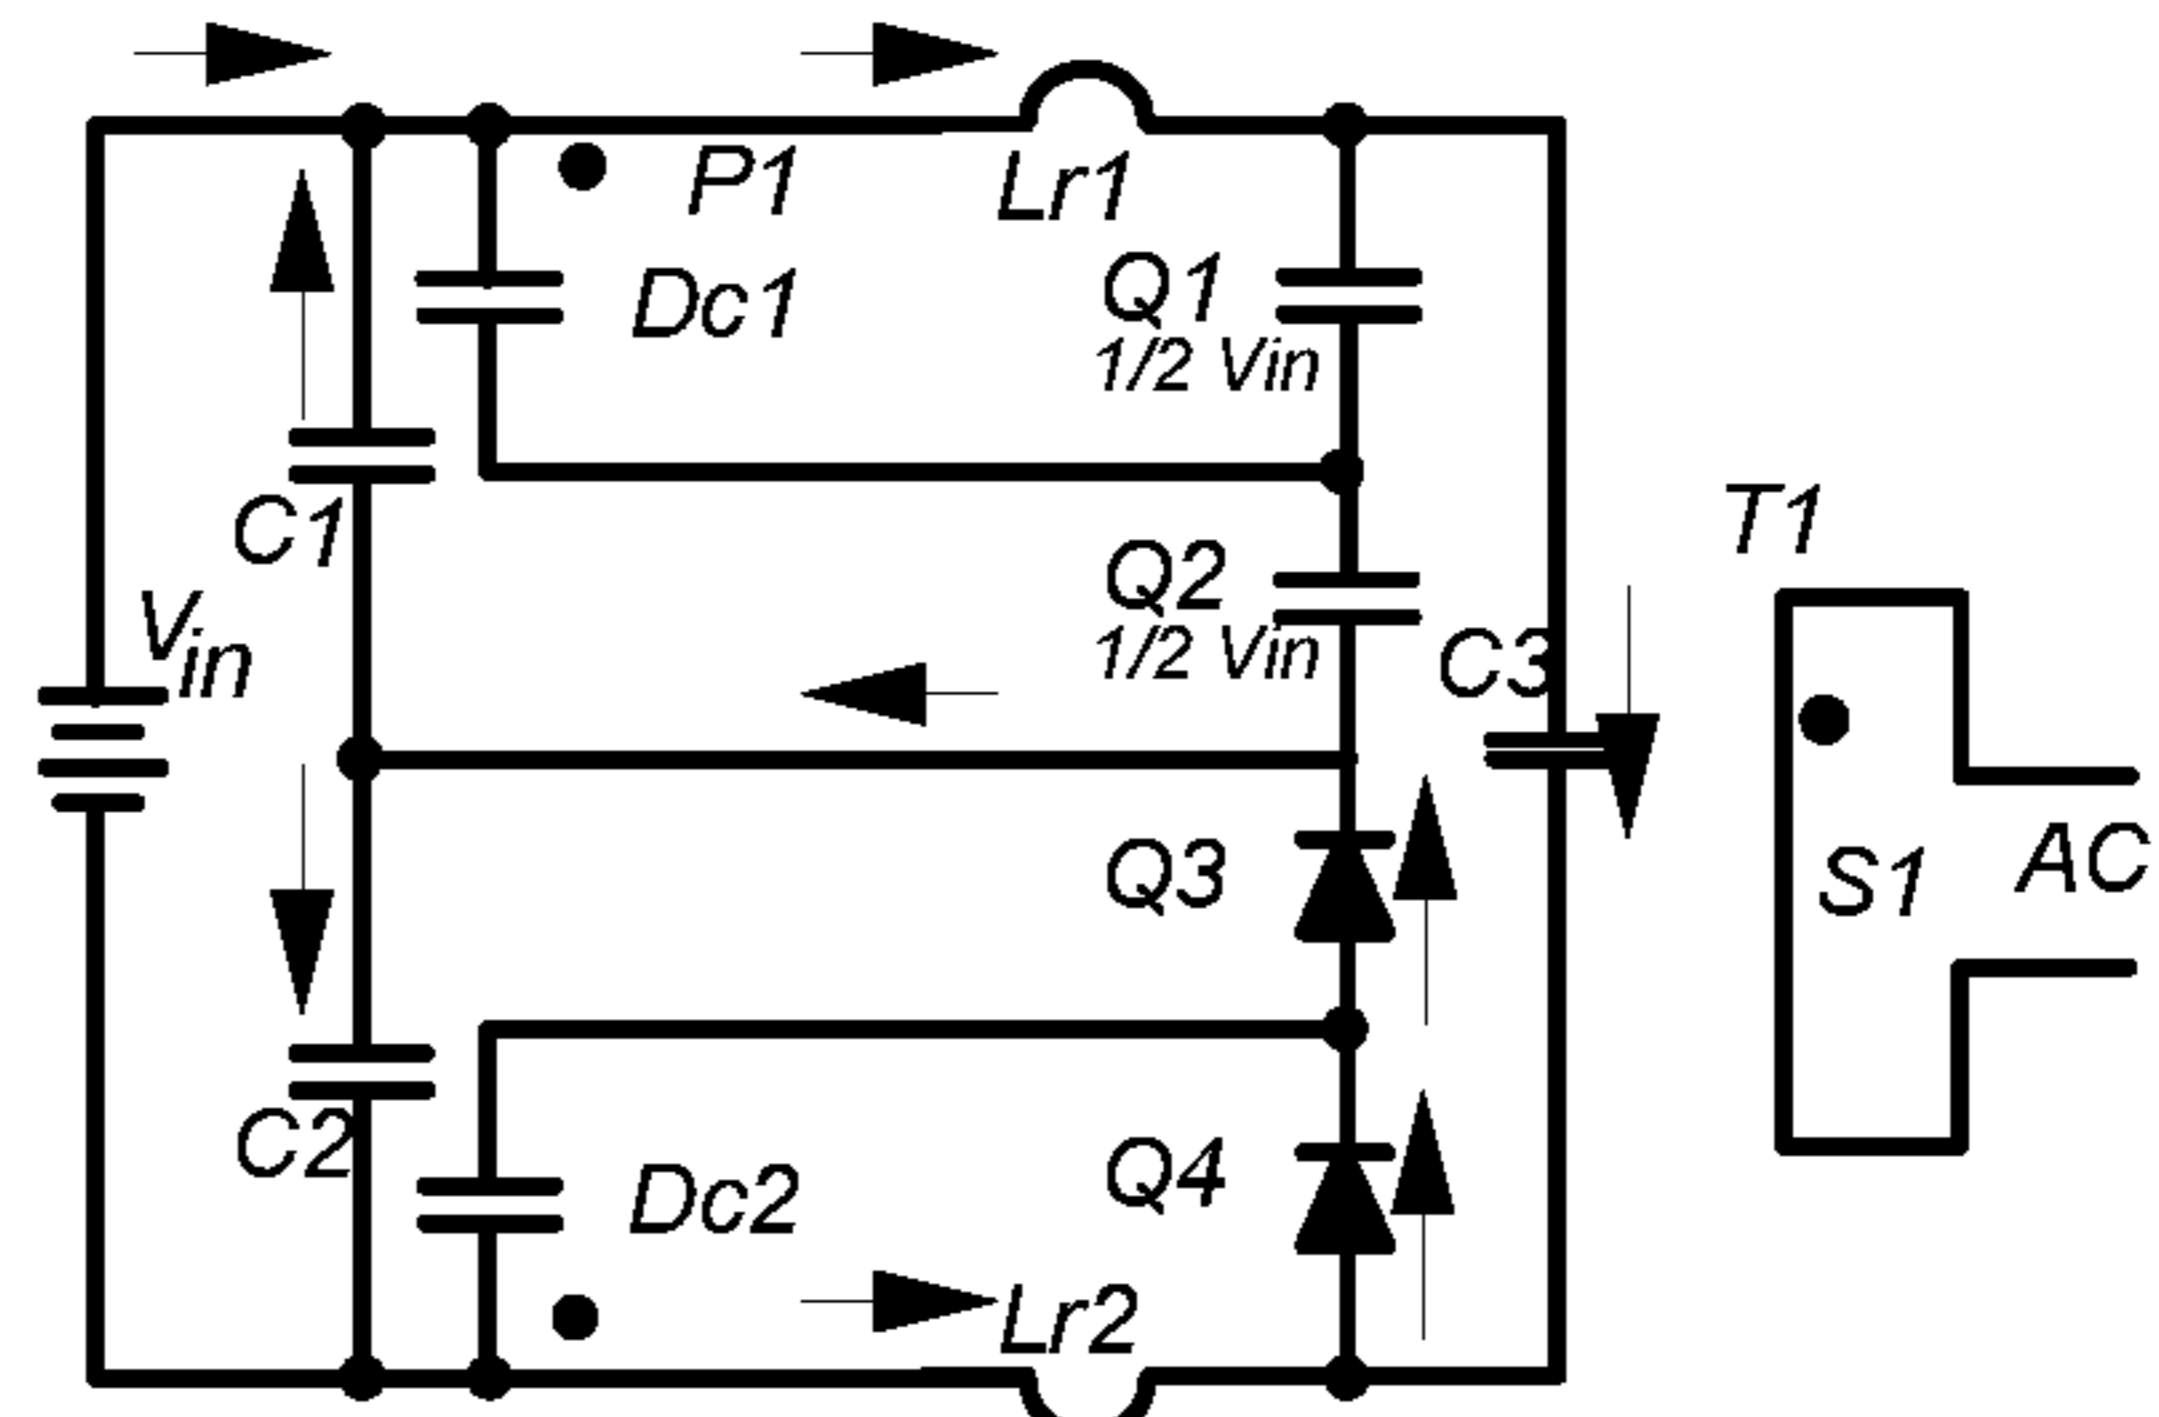 P1
Lr1
Dc1
Q1
1/2 Vin
C1
T1
Q2
1/2 Vin
Vin
C3
Q3
S1
AC
C2
Dc2
Q4
Lr2